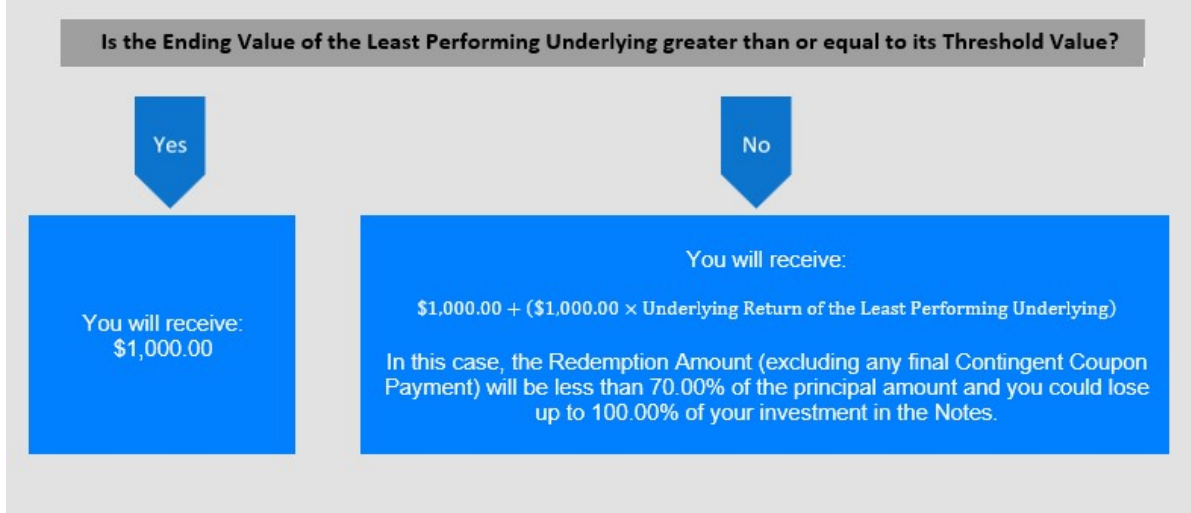 Is the Ending Value of the Least Performing Underlying greater than or equal to its Threshold Value?
Yes
No
You will receive:
$1,000.00
You will receive:
$1,000.00 + ($1,000.00 × Underlying Return of the Least Performing Underlying)
In this case, the Redemption Amount (excluding any final Contingent Coupon
Payment) will be less than 70.00% of the principal amount and you could lose
up to 100.00% of your investment in the Notes.